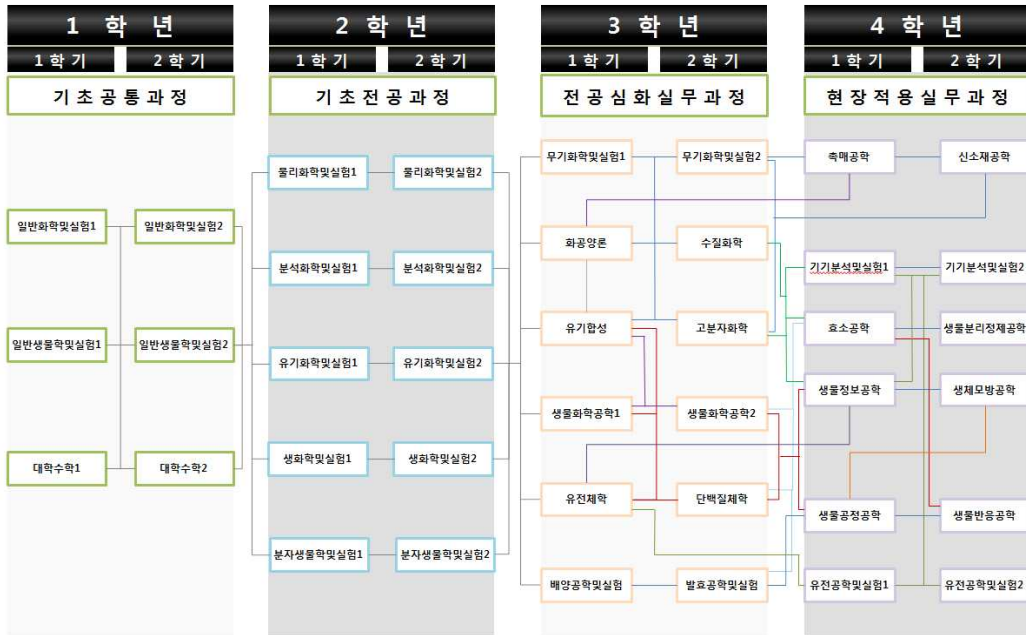 1 학 년
2 학 년
3 학 년
4 학 년
1 학 기
2 학 기
1 학 기
2 학 기
1 학 기
2 학 기
1 학 기
2 학 기
기 초 공 통 과 정
기 초 전 공 과 정
전 공 심 화 실 무 과 정
현 장 적 용 실 무 과 정
일반화학및실험1
일반화학및실험2
일반생물학및실험1
일반생물학및실험2
대학수학1
대학수학2
물리화학및실험1
물리화학및실험2
분석화학및실험1
분석화학및실험2
유기화학및실험1
유기화학및실험2
생화학및실험1
생화학및실험2
분자생물학및실험1
분자생물학및실험2
무기화학및실험1
무기화학및실험2
화공양론
수질화학
유기합성
고분자화학
생물화학공학1
생물화학공학2
유전체학
단백질체학
배양공학및실험
발효공학및실험
촉매공학
신소재공학
기기분석및실험1
기기분석및실험2
효소공학
생물분리정제공학
생물정보공학
생체모방공학
생물공정공학
생물반응공학
유전공학및실험1
유전공학및실험2